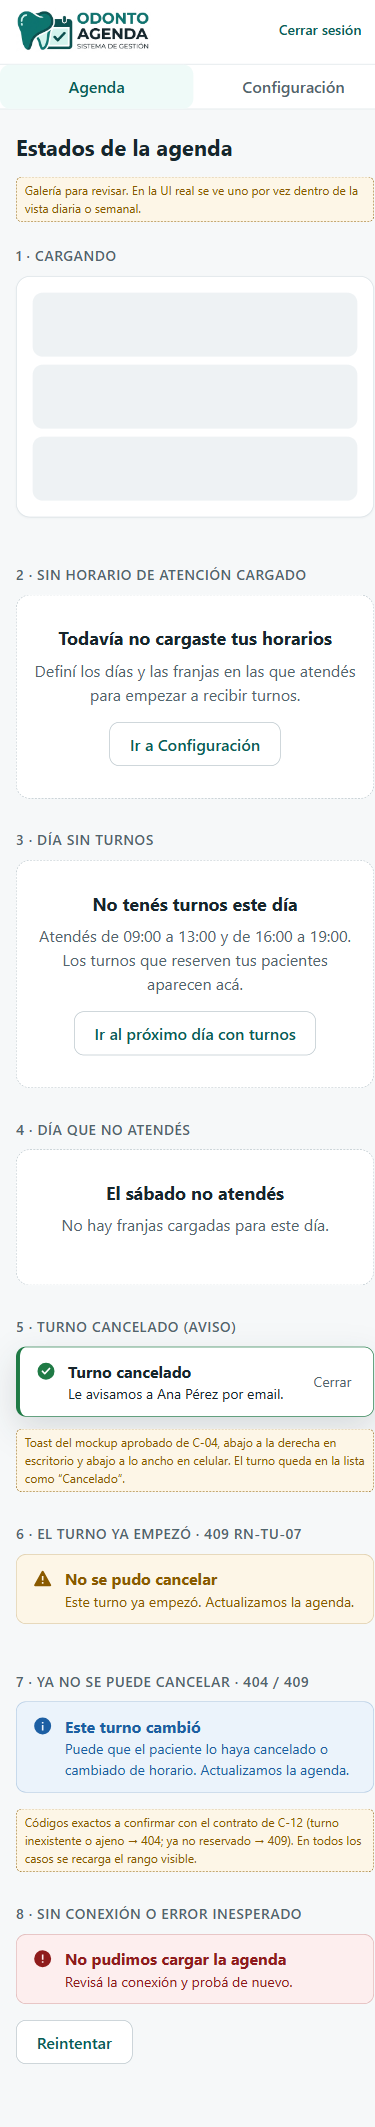 ODONTO
AGENDA
SISTEMA DE GESTIÓN
Cerrar sesión
Agenda
Configuración
Estados de la agenda
Galería para revisar. En la UI real se ve uno por vez dentro de la
vista diaria o semanal.
1 · CARGANDO
2 · SIN HORARIO DE ATENCIÓN CARGADO
Todavía no cargaste tus horarios
Definí los días y las franjas en las que atendés
para empezar a recibir turnos.
Ir a Configuración
3 · DÍA SIN TURNOS
No tenés turnos este día
Atendés de 09:00 a 13:00 y de 16:00 a 19:00.
Los turnos que reserven tus pacientes
aparecen acá.
Ir al próximo día con turnos
4 · DÍA QUE NO ATENDÉS
El sábado no atendés
No hay franjas cargadas para este día.
5 · TURNO CANCELADO (AVISO)
Turno cancelado
Le avisamos a Ana Pérez por email.
Cerrar
Toast del mockup aprobado de C-04, abajo a la derecha en
escritorio y abajo a lo ancho en celular. El turno queda en la lista
como “Cancelado”.
6 · EL TURNO YA EMPEZÓ · 409 RN-TU-07
No se pudo cancelar
Este turno ya empezó. Actualizamos la agenda.
7 · YA NO SE PUEDE CANCELAR · 404 / 409
Este turno cambió
Puede que el paciente lo haya cancelado o
cambiado de horario. Actualizamos la agenda.
Códigos exactos a confirmar con el contrato de C-12 (turno
inexistente o ajeno → 404; ya no reservado → 409). En todos los
casos se recarga el rango visible.
8 · SIN CONEXIÓN O ERROR INESPERADO
No pudimos cargar la agenda
Revisá la conexión y probá de nuevo.
Reintentar